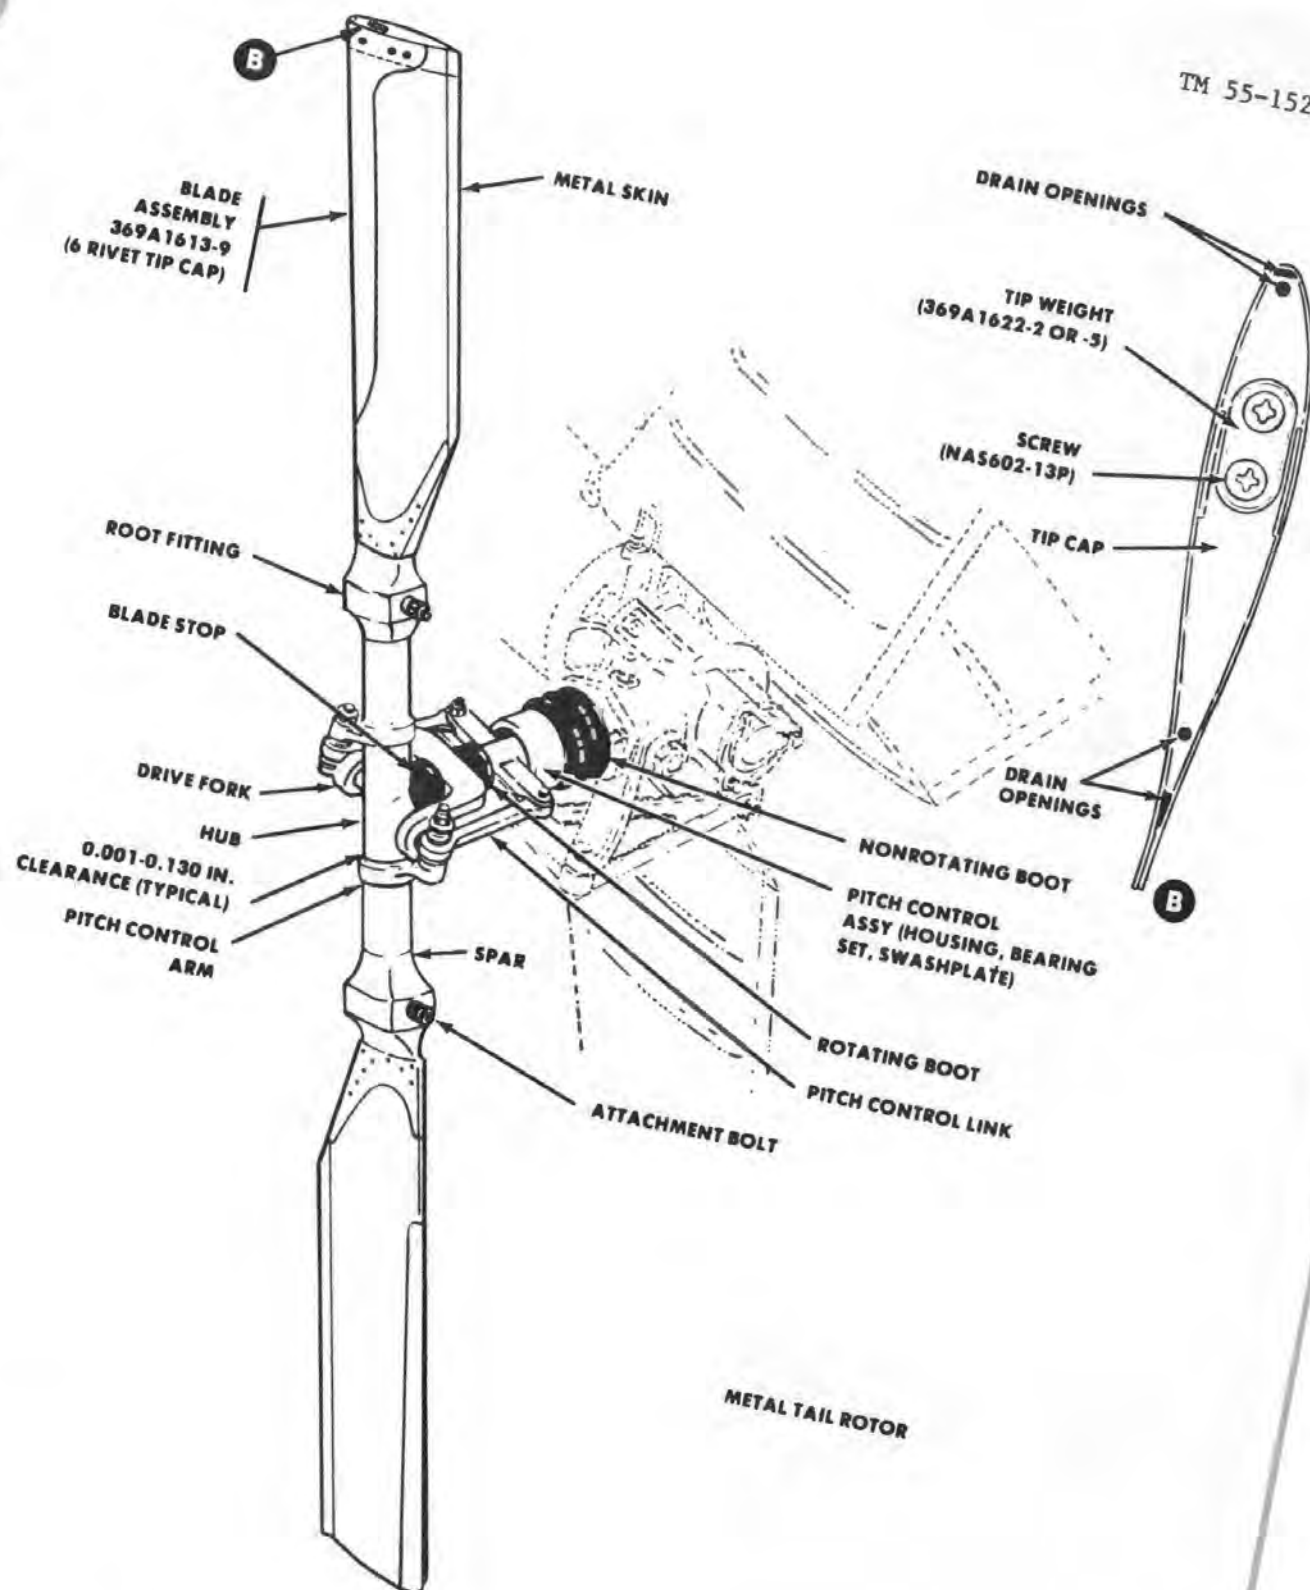 TM 55-152
B
BLADE
ASSEMBLY
369A1613-9
(6 RIVET TIP CAP)
METAL SKIN
DRAIN OPENINGS
TIP WEIGHT
(369A1622-2 OR -5)
SCREW
(NAS602-13P)
TIP CAP
DRAIN
OPENINGS
B
ROOT FITTING
BLADE STOP
DRIVE FORK
HUB
0.001-0.130 IN.
CLEARANCE (TYPICAL)
PITCH CONTROL
ARM
SPAR
NONROTATING BOOT
PITCH CONTROL
ASSY (HOUSING, BEARING
SET, SWASHPLATE)
ROTATING BOOT
PITCH CONTROL LINK
ATTACHMENT BOLT
METAL TAIL ROTOR